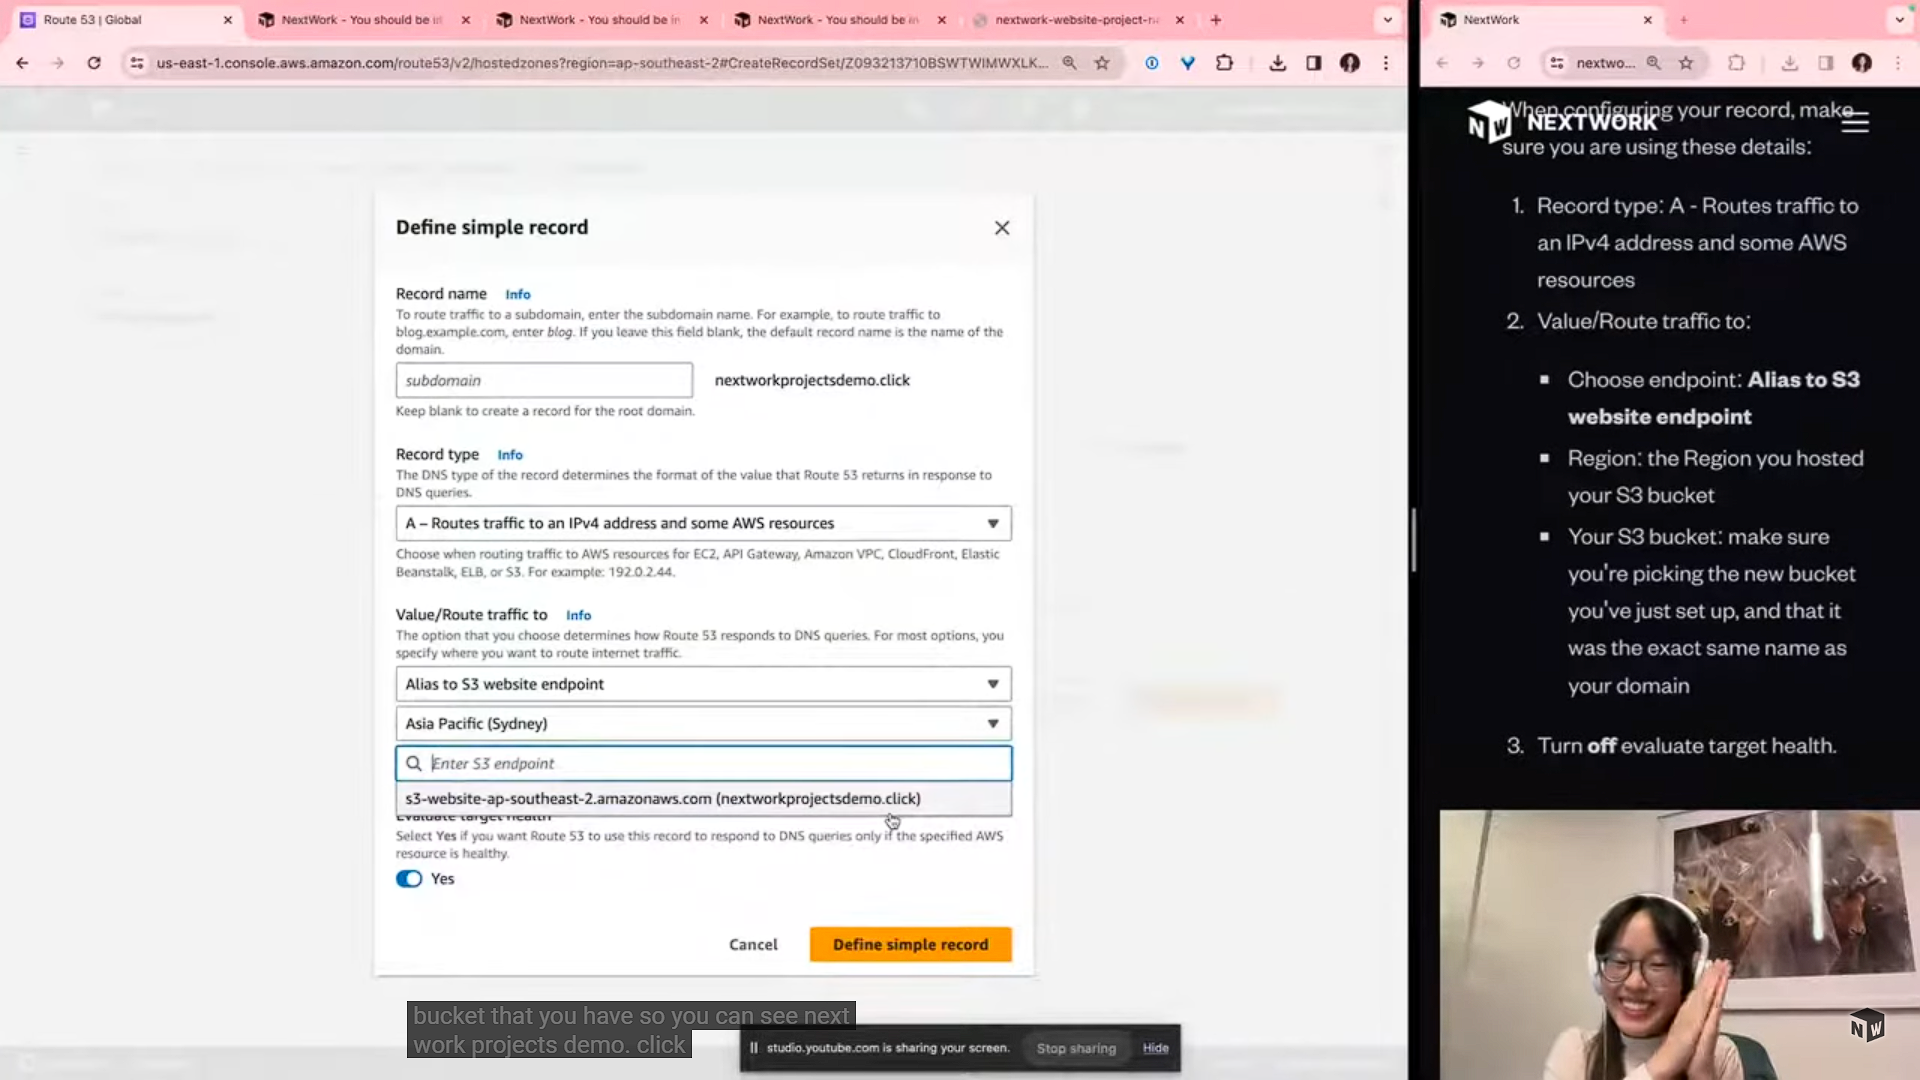 Route 53 | Global
NextWork - You should be in
NextWork - You should be in
NextWork - You should be in
nextwork-website-project-n
us-east-1.console.aws.amazon.com/route53/v2/hostedzones?region=ap-southeast-2#CreateRecordSet/Z093213710BSWTWIMWXLK...
Define simple record
Record name Info
To route traffic to a subdomain, enter the subdomain name. For example, to route traffic to
blog.example.com, enter blog. If you leave this field blank, the default record name is the name of the
domain.
subdomain
nextworkprojectsdemo.click
Keep blank to create a record for the root domain.
Record type Info
The DNS type of the record determines the format of the value that Route 53 returns in response to
DNS queries.
A – Routes traffic to an IPv4 address and some AWS resources
Choose when routing traffic to AWS resources for EC2, API Gateway, Amazon VPC, CloudFront, Elastic
Beanstalk, ELB, or S3. For example: 192.0.2.44.
Value/Route traffic to Info
The option that you choose determines how Route 53 responds to DNS queries. For most options, you
specify where you want to route internet traffic.
Alias to S3 website endpoint
Asia Pacific (Sydney)
Enter S3 endpoint
s3-website-ap-southeast-2.amazonaws.com (nextworkprojectsdemo.click)
Evaluate target health
Select Yes if you want Route 53 to use this record to respond to DNS queries only if the specified AWS
resource is healthy.
Yes
Cancel
Define simple record
bucket that you have so you can see next
work projects demo. click
studio.youtube.com is sharing your screen.
Stop sharing
Hide
NextWork
nextwo...
When configuring your record, make
NW NEXTWORK
sure you are using these details:
1. Record type: A - Routes traffic to
an IPv4 address and some AWS
resources
2. Value/Route traffic to:
Choose endpoint: Alias to S3
website endpoint
Region: the Region you hosted
your S3 bucket
Your S3 bucket: make sure
you're picking the new bucket
you've just set up, and that it
was the exact same name as
your domain
3. Turn off evaluate target health.
NW